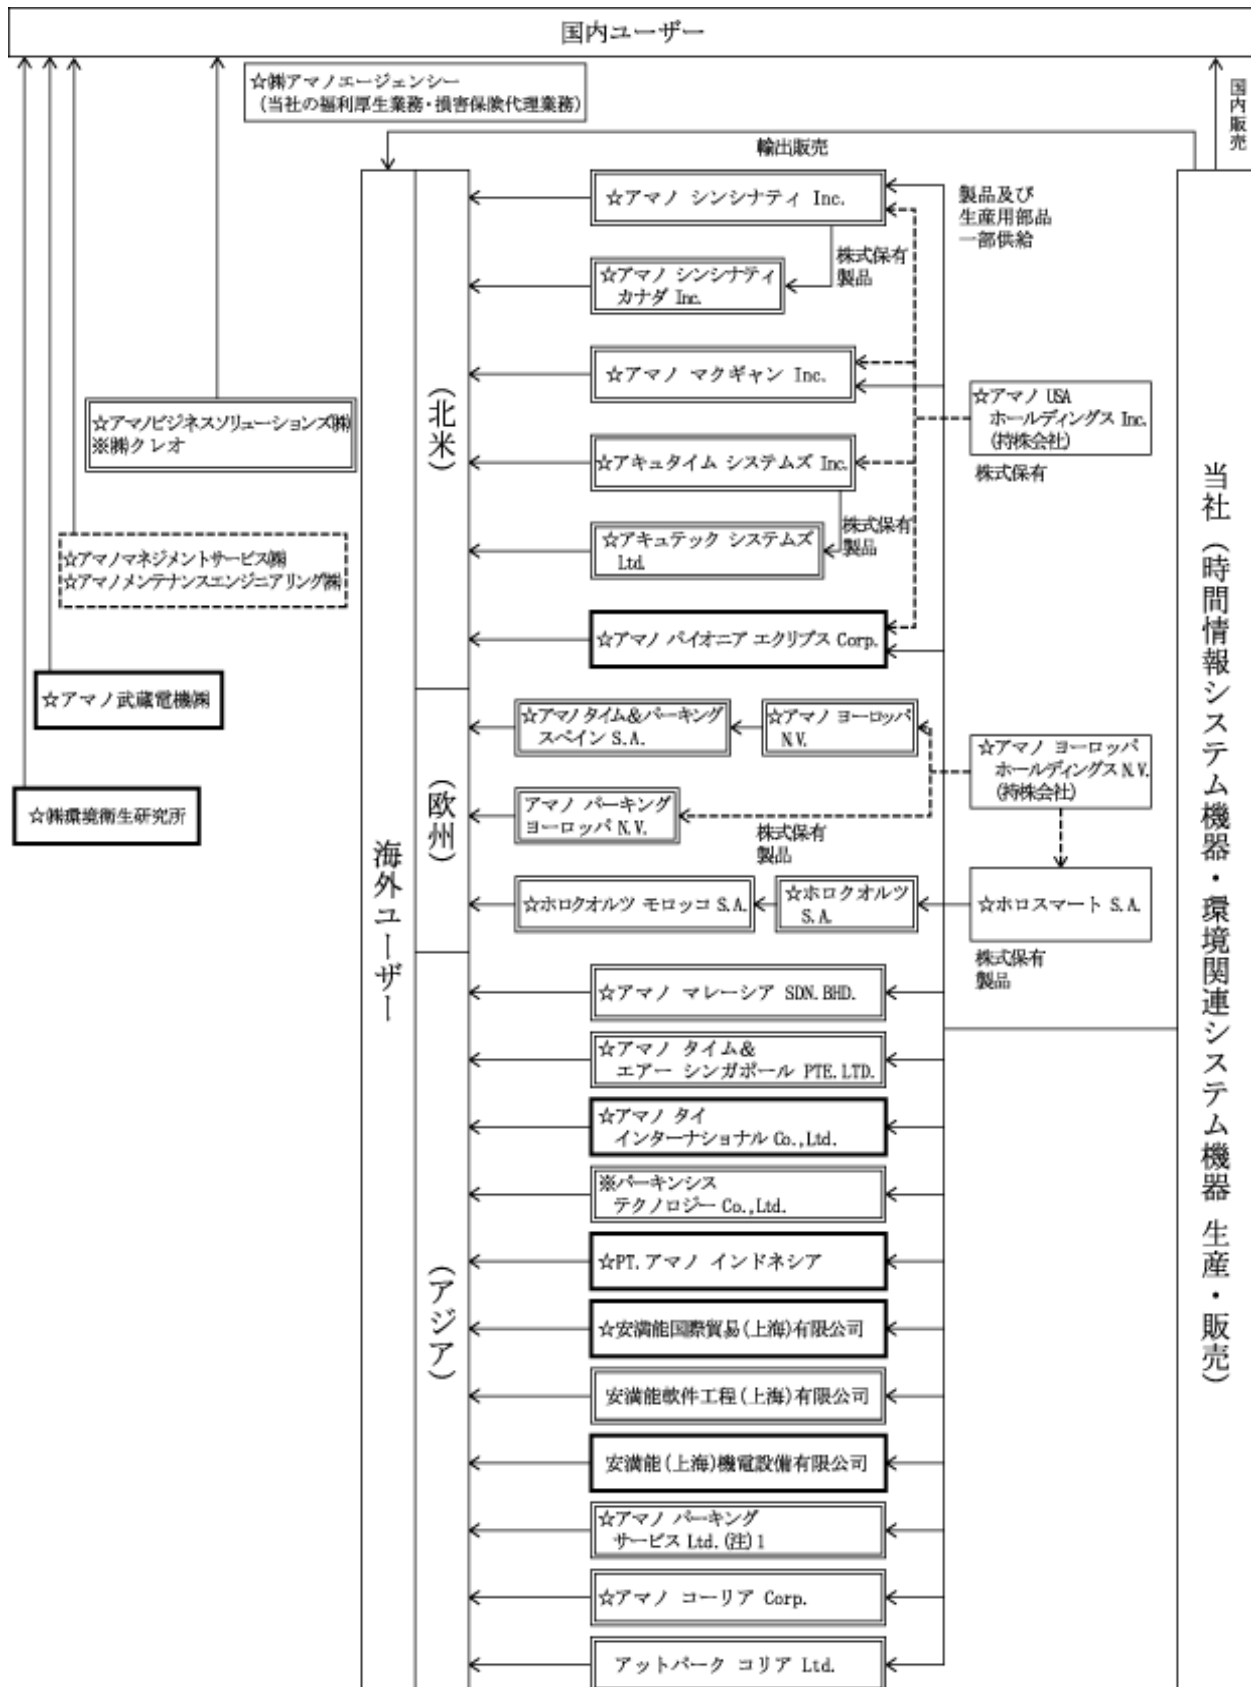 国内ユーザー
☆㈱アマノエージェンシー
(当社の福利厚生業務・損害保険代理業務)
国内販売
輸出販売
☆アマノ シンシナティ Inc.
製品及び
生産用部品
一部供給
株式保有
製品
☆アマノ シンシナティ
カナダ Inc.
☆アマノ マクギャン Inc.
☆アマノ USA
ホールディングス Inc.
(持株会社)
株式保有
☆アマノビジネスソリューションズ㈱
※㈱クレオ
(北米)
☆アキュタイム システムズ Inc.
株式保有
製品
☆アキュテック システムズ
Ltd.
☆アマノマネジメントサービス㈱
☆アマノメンテナンスエンジニアリング㈱
☆アマノ パイオニア エクリプス Corp.
☆アマノ武蔵電機㈱
☆アマノ タイム&パーキング
スペイン S.A.
☆アマノ ヨーロッパ
N.V.
☆アマノ ヨーロッパ
ホールディングス N.V.
(持株会社)
☆㈱環境衛生研究所
(欧州)
アマノ パーキング
ヨーロッパ N.V.
株式保有
製品
☆ホロクオルツ モロッコ S.A.
☆ホロクオルツ
S.A.
☆ホロスマート S.A.
株式保有
製品
海外ユーザー
当社(時間情報システム機器・環境関連システム機器 生産・販売)
☆アマノ マレーシア SDN.BHD.
☆アマノ タイム&
エアー シンガポール PTE.LTD.
☆アマノ タイ
インターナショナル Co.,Ltd.
※パーキンシス
テクノロジー Co.,Ltd.
(アジア)
☆PT.アマノ インドネシア
☆安満能国際貿易(上海)有限公司
安満能軟件工程(上海)有限公司
安満能(上海)機電設備有限公司
☆アマノ パーキング
サービス Ltd.(注)1
☆アマノ コーリア Corp.
アットパーク コリア Ltd.